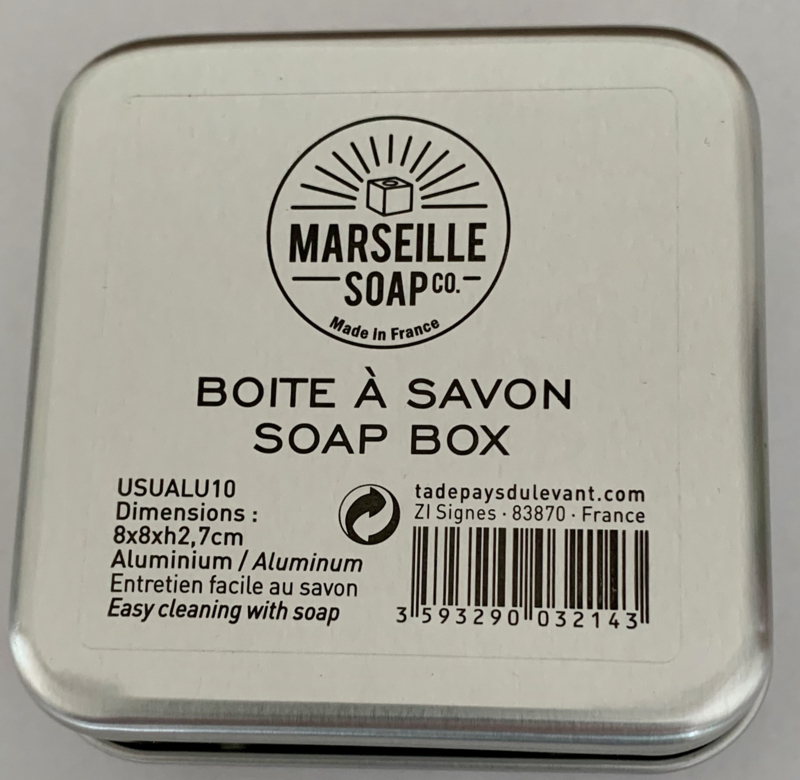 MARSEILLE
SOAP CO.
Made in France
BOITE À SAVON
SOAP BOX
USUALU10
Dimensions :
8x8xh2,7cm
Aluminium / Aluminum
Entretien facile au savon
Easy cleaning with soap
tadepaysdulevant.com
ZI Signes · 83870 · France
3 593290 032143